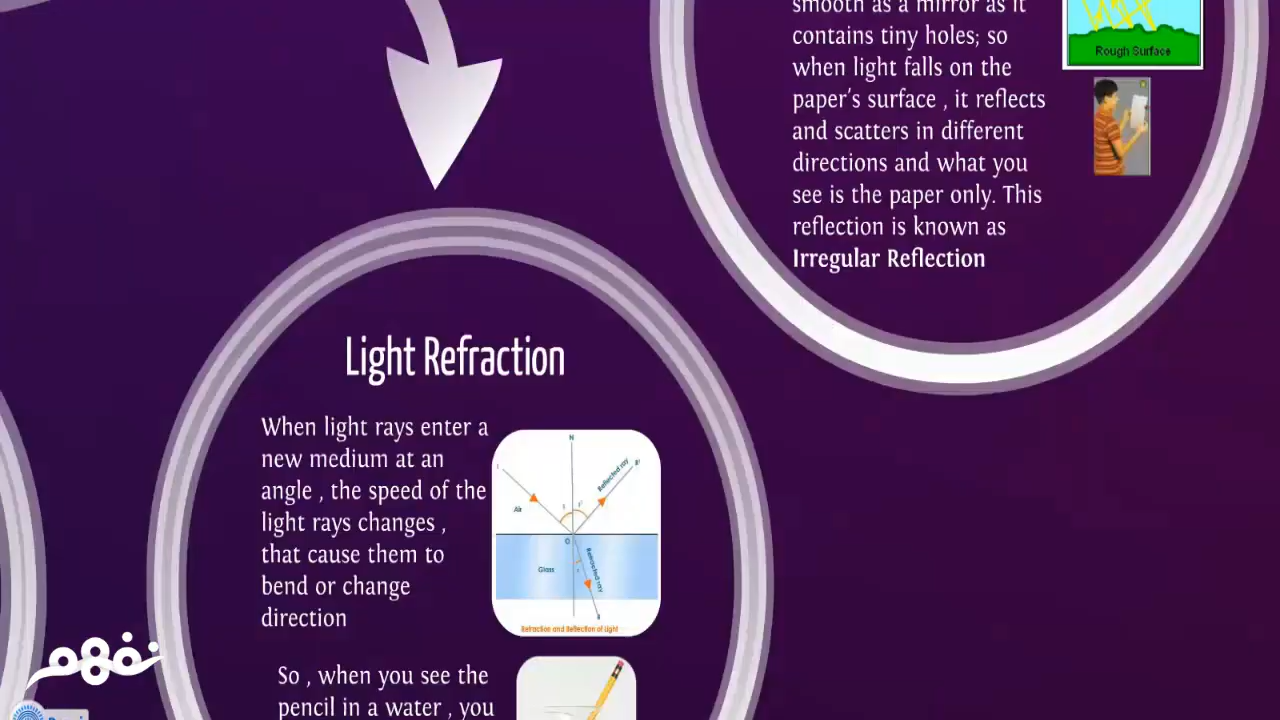 smooth as a mirror as it
contains tiny holes; so
when light falls on the
paper's surface , it reflects
and scatters in different
directions and what you
see is the paper only. This
reflection is known as
Irregular Reflection
Rough Surface
Light Refraction
When light rays enter a
new medium at an
angle , the speed of the
light rays changes ,
that cause them to
bend or change
direction
N
Reflected ray
Air
O
Glass
Refracted ray
Refraction and Reflection of Light
So , when you see the
pencil in a water , you
نفهم